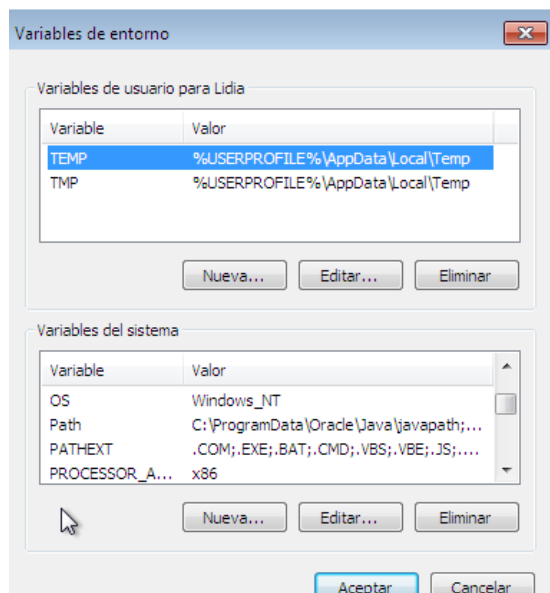 Variables de entorno
Variables de usuario para Lidia
Variable Valor
TEMP %USERPROFILE%\AppData\Local\Temp
TMP %USERPROFILE%\AppData\Local\Temp
Nueva... Editar... Eliminar
Variables del sistema
Variable Valor
OS Windows_NT
Path C:\ProgramData\Oracle\Java\javapath;...
PATHEXT .COM;.EXE;.BAT;.CMD;.VBS;.VBE;.JS;....
PROCESSOR_A... x86
Nueva... Editar... Eliminar
Aceptar Cancelar